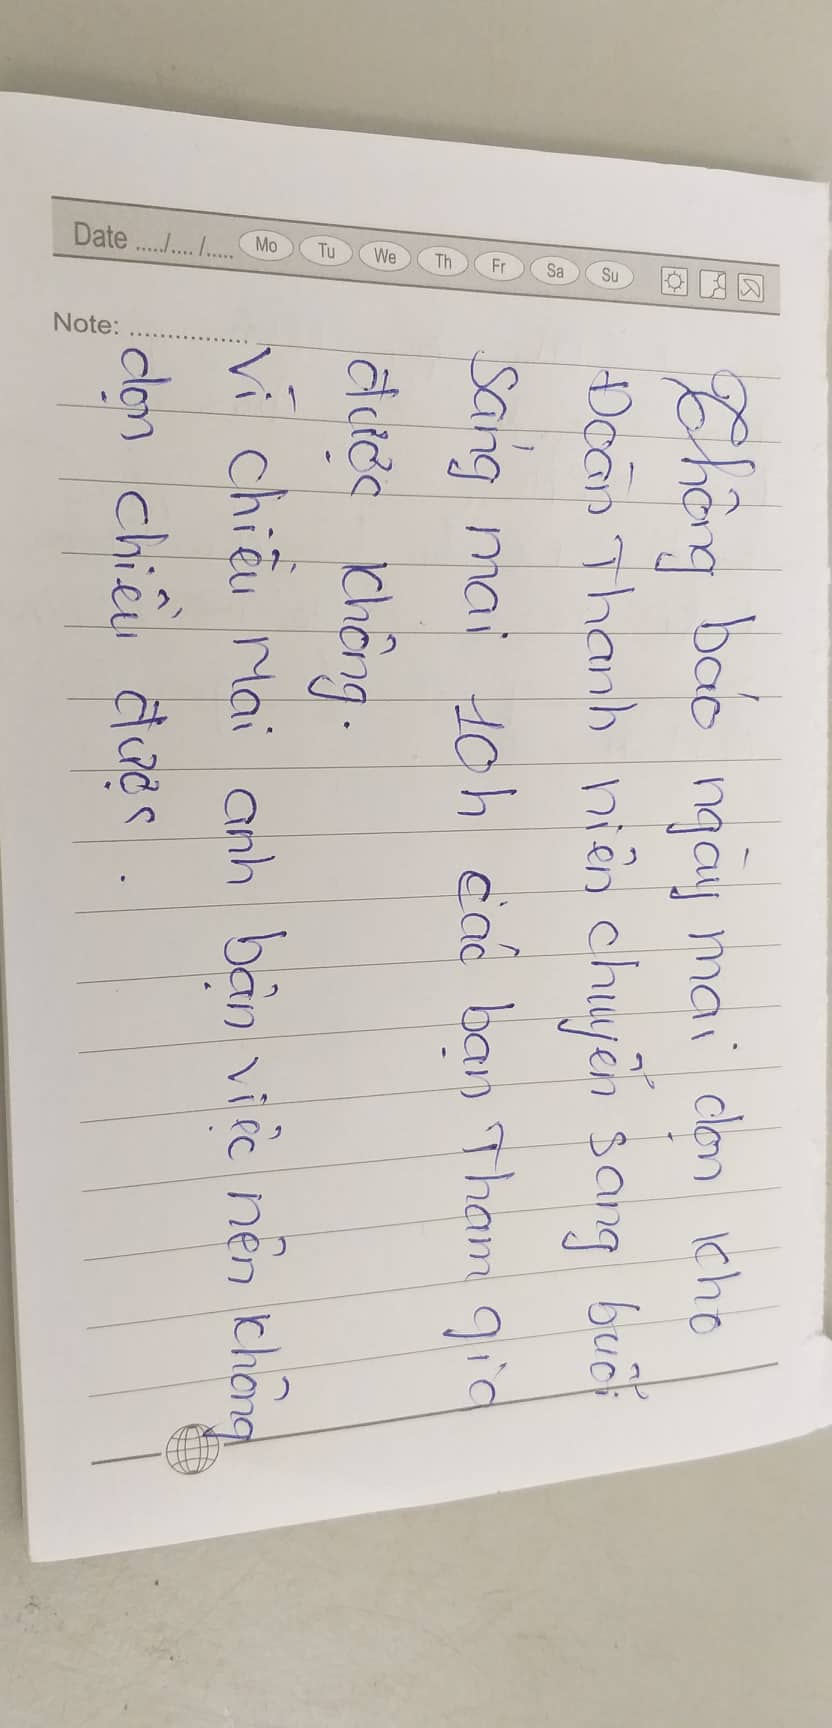 Date ...../..../..... Mo Tu We Th Fr Sa Su
Note: ................
Thông báo ngày mai dọn kho
Đoàn Thanh niên chuyển sang buổi
sáng mai 10h các bạn Tham gia
được không.
Vì chiều Mai anh bận việc nên không
dọn chiều được.